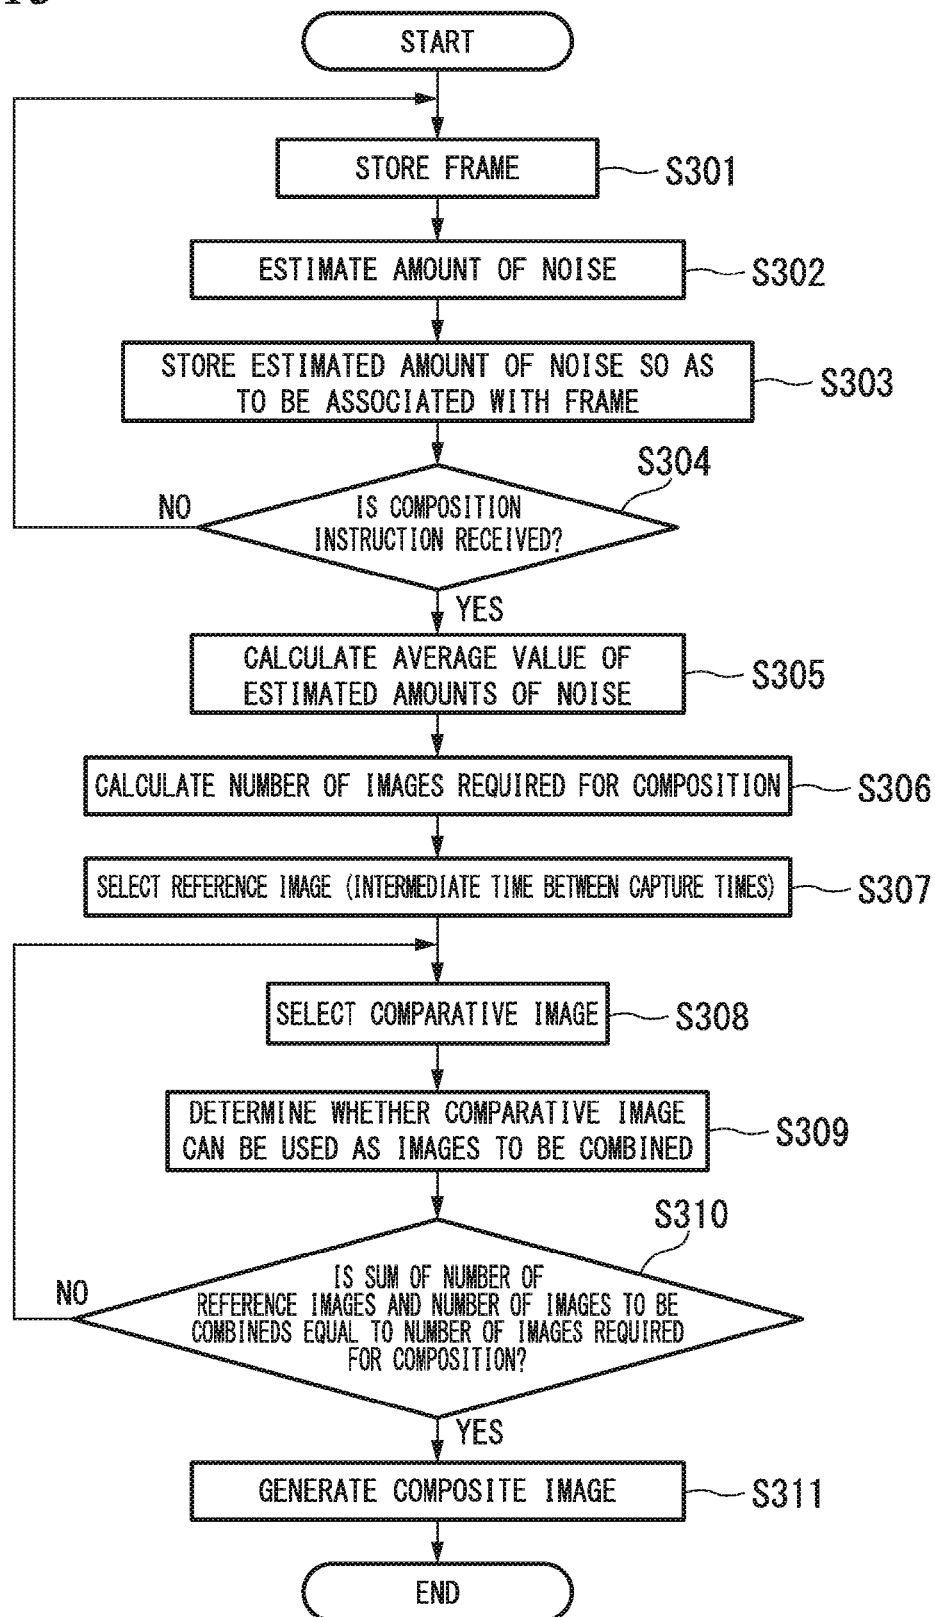 START
STORE FRAME
S301
ESTIMATE AMOUNT OF NOISE
S302
STORE ESTIMATED AMOUNT OF NOISE SO AS
TO BE ASSOCIATED WITH FRAME
S303
S304
NO
IS COMPOSITION
INSTRUCTION RECEIVED?
YES
CALCULATE AVERAGE VALUE OF
ESTIMATED AMOUNTS OF NOISE
S305
CALCULATE NUMBER OF IMAGES REQUIRED FOR COMPOSITION
S306
SELECT REFERENCE IMAGE (INTERMEDIATE TIME BETWEEN CAPTURE TIMES)
S307
SELECT COMPARATIVE IMAGE
S308
DETERMINE WHETHER COMPARATIVE IMAGE
CAN BE USED AS IMAGES TO BE COMBINED
S309
S310
NO
IS SUM OF NUMBER OF
REFERENCE IMAGES AND NUMBER OF IMAGES TO BE
COMBINEDS EQUAL TO NUMBER OF IMAGES REQUIRED
FOR COMPOSITION?
YES
GENERATE COMPOSITE IMAGE
S311
END